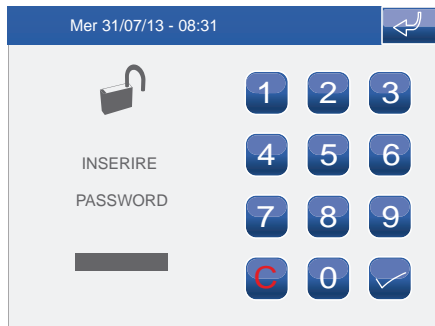 Mer 31/07/13 - 08:31
INSERIRE
PASSWORD
1 2 3
4 5 6
7 8 9
C 0